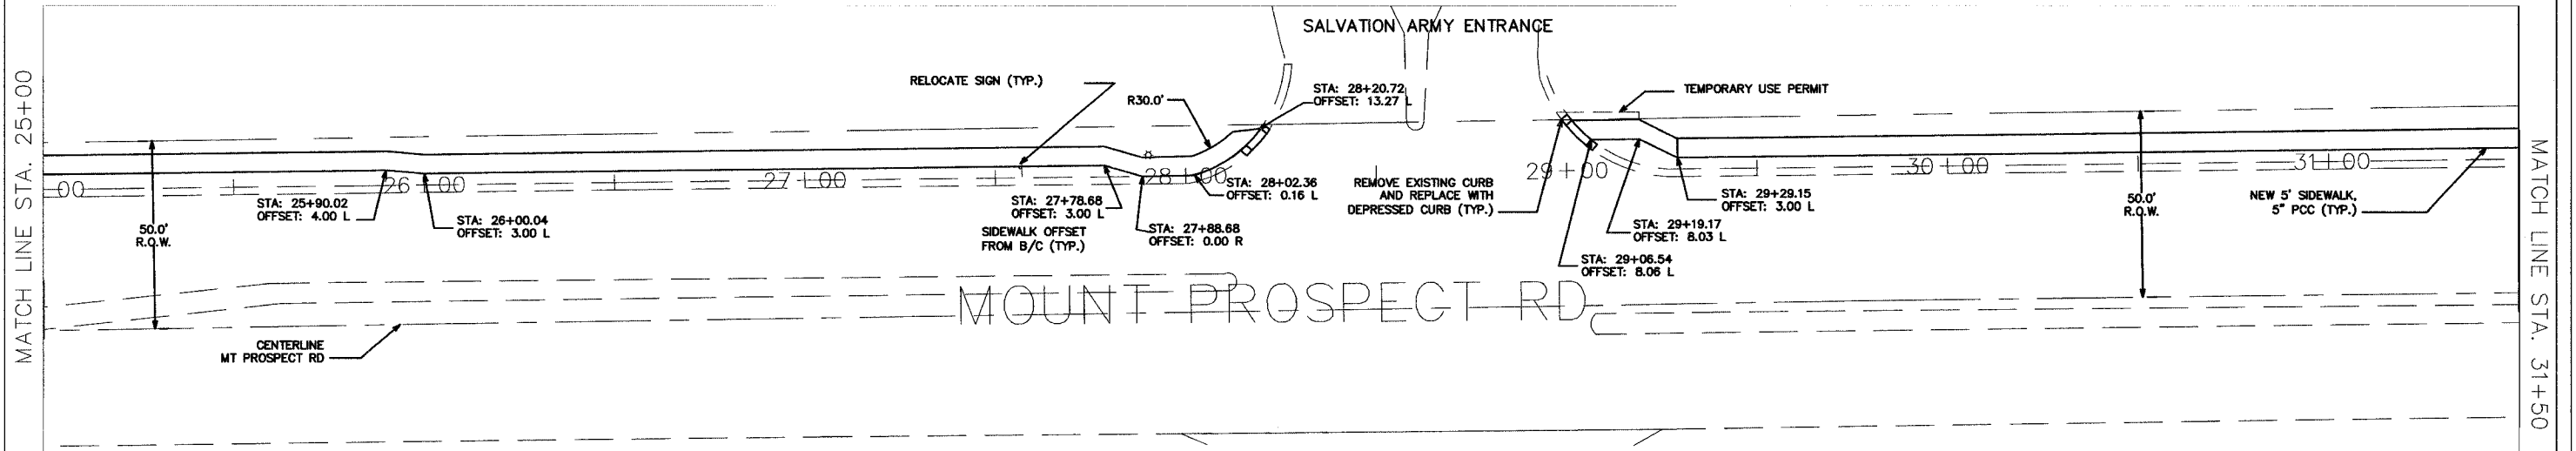 SALVATION ARMY ENTRANCE
MATCH LINE STA. 25+00
RELOCATE SIGN (TYP.)
R30.0'
STA: 28+20.72
OFFSET: 13.27 L
TEMPORARY USE PERMIT
00
26+00
27+00
28+00
29+00
30+00
31+00
STA: 25+90.02
OFFSET: 4.00 L
STA: 26+00.04
OFFSET: 3.00 L
50.0'
R.O.W.
STA: 27+78.68
OFFSET: 3.00 L
SIDEWALK OFFSET
FROM B/C (TYP.)
STA: 27+88.68
OFFSET: 0.00 R
STA: 28+02.36
OFFSET: 0.16 L
REMOVE EXISTING CURB
AND REPLACE WITH
DEPRESSED CURB (TYP.)
STA: 29+29.15
OFFSET: 3.00 L
STA: 29+19.17
OFFSET: 8.03 L
STA: 29+06.54
OFFSET: 8.06 L
50.0'
R.O.W.
NEW 5' SIDEWALK,
5" PCC (TYP.)
MOUNT PROSPECT RD
CENTERLINE
MT PROSPECT RD
MATCH LINE STA. 31+50